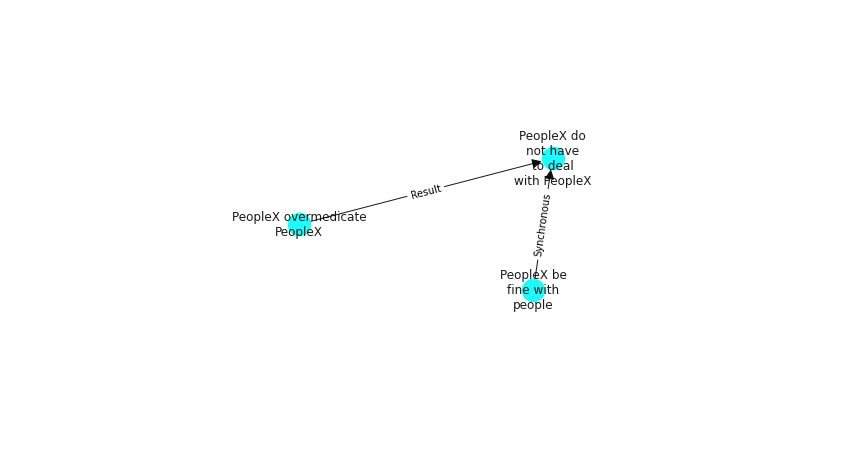 PeopleX do
not have
to deal
with PeopleX
Result
Synchronous
PeopleX overmedicate
PeopleX
PeopleX be
fine with
people